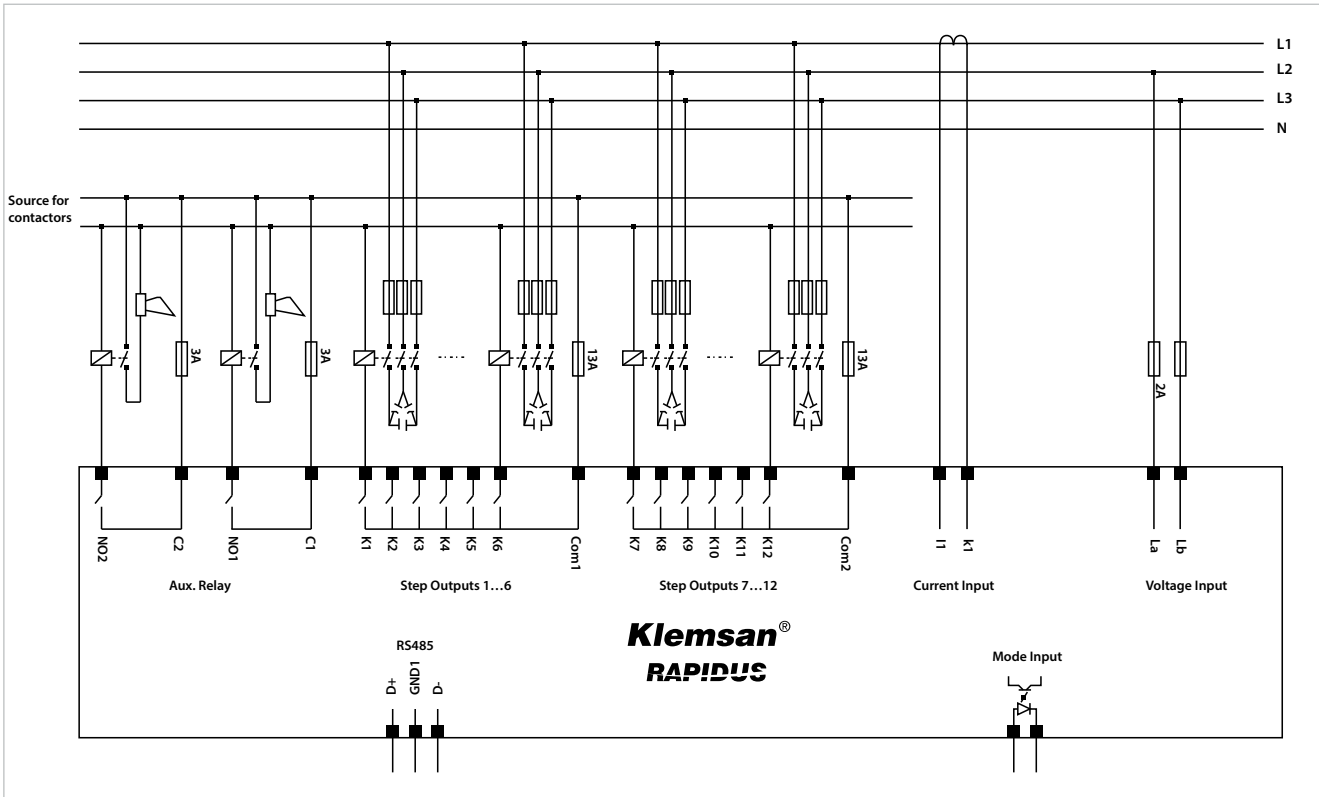 L1
L2
L3
N
Source for
contactors
3A
3A
13A
13A
2A
NO2
C2
NO1
C1
K1
K2
K3
K4
K5
K6
Com1
K7
K8
K9
K10
K11
K12
Com2
l1
k1
La
Lb
Aux. Relay
Step Outputs 1...6
Step Outputs 7...12
Current Input
Voltage Input
Klemsan®
RAPIDUS
RS485
D+
GND1
D-
Mode Input